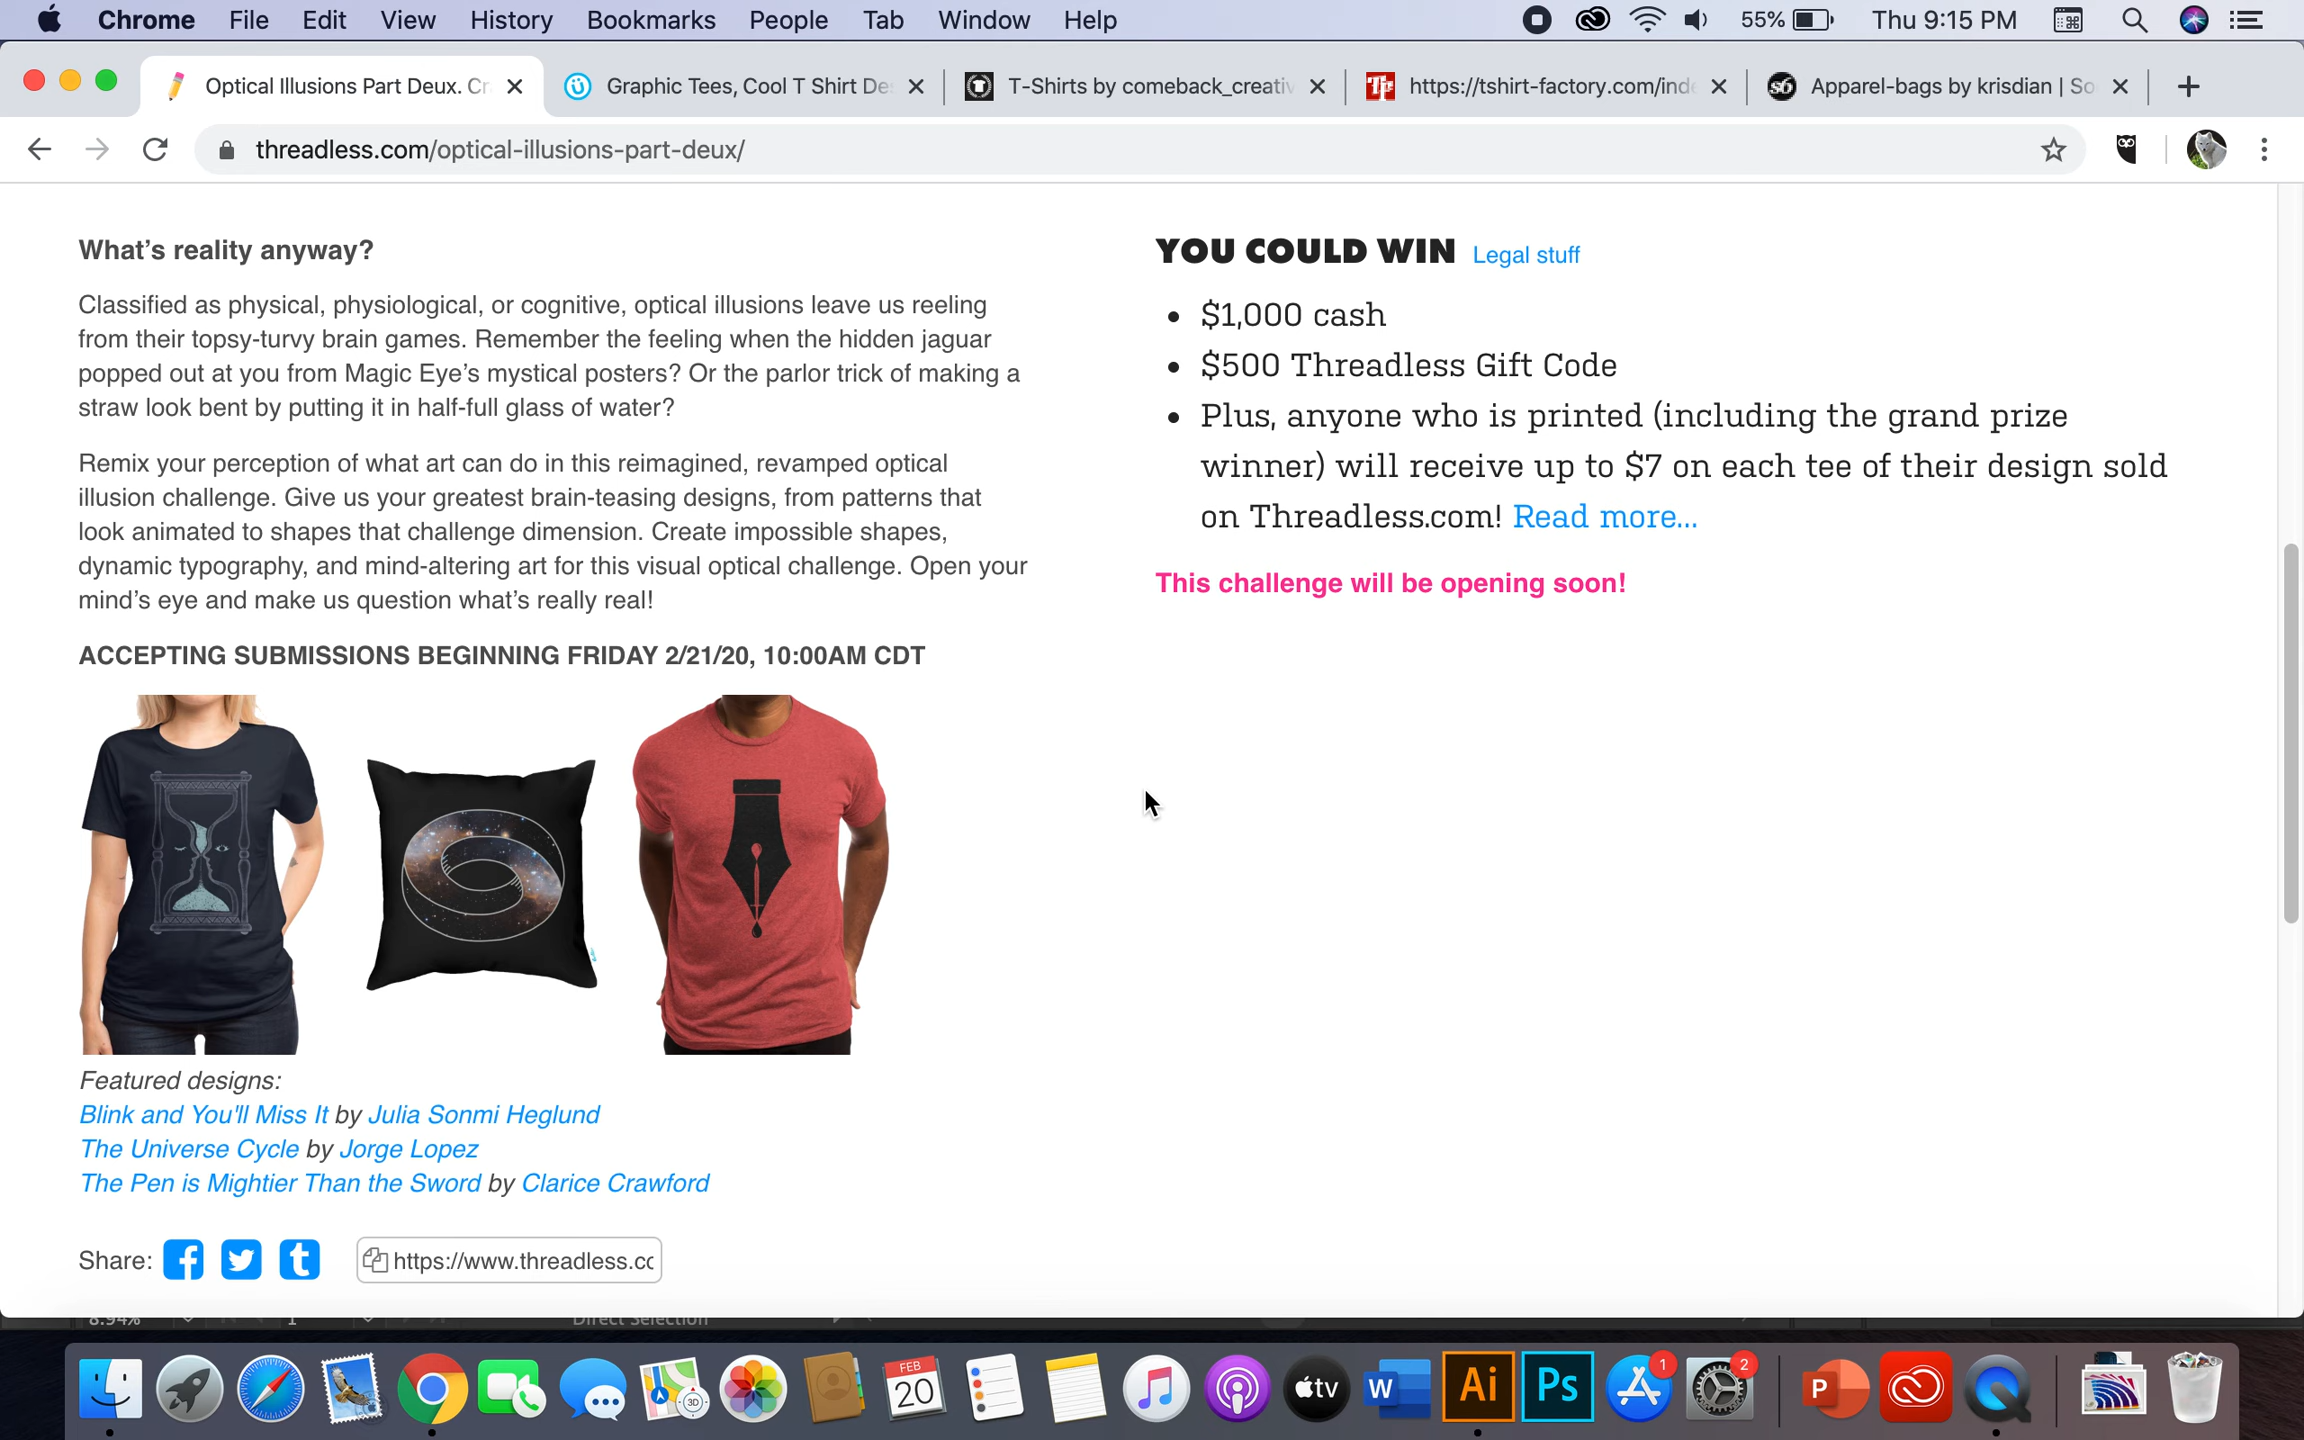 Chrome File Edit View History Bookmarks People Tab Window Help 55% Thu 9:15 PM
Optical Illusions Part Deux. Cr Graphic Tees, Cool T Shirt De T-Shirts by comeback_creativ https://tshirt-factory.com/inde Apparel-bags by krisdian | So
threadless.com/optical-illusions-part-deux/
What's reality anyway?
Classified as physical, physiological, or cognitive, optical illusions leave us reeling
from their topsy-turvy brain games. Remember the feeling when the hidden jaguar
popped out at you from Magic Eye's mystical posters? Or the parlor trick of making a
straw look bent by putting it in half-full glass of water?
Remix your perception of what art can do in this reimagined, revamped optical
illusion challenge. Give us your greatest brain-teasing designs, from patterns that
look animated to shapes that challenge dimension. Create impossible shapes,
dynamic typography, and mind-altering art for this visual optical challenge. Open your
mind's eye and make us question what's really real!
ACCEPTING SUBMISSIONS BEGINNING FRIDAY 2/21/20, 10:00AM CDT
Featured designs:
Blink and You'll Miss It by Julia Sonmi Heglund
The Universe Cycle by Jorge Lopez
The Pen is Mightier Than the Sword by Clarice Crawford
Share: https://www.threadless.cc
YOU COULD WIN Legal stuff
• $1,000 cash
• $500 Threadless Gift Code
• Plus, anyone who is printed (including the grand prize
winner) will receive up to $7 on each tee of their design sold
on Threadless.com! Read more...
This challenge will be opening soon!
8.94% 1 Direct Selection
FEB
20
3D
tv
W
Ai
Ps
1
2
P